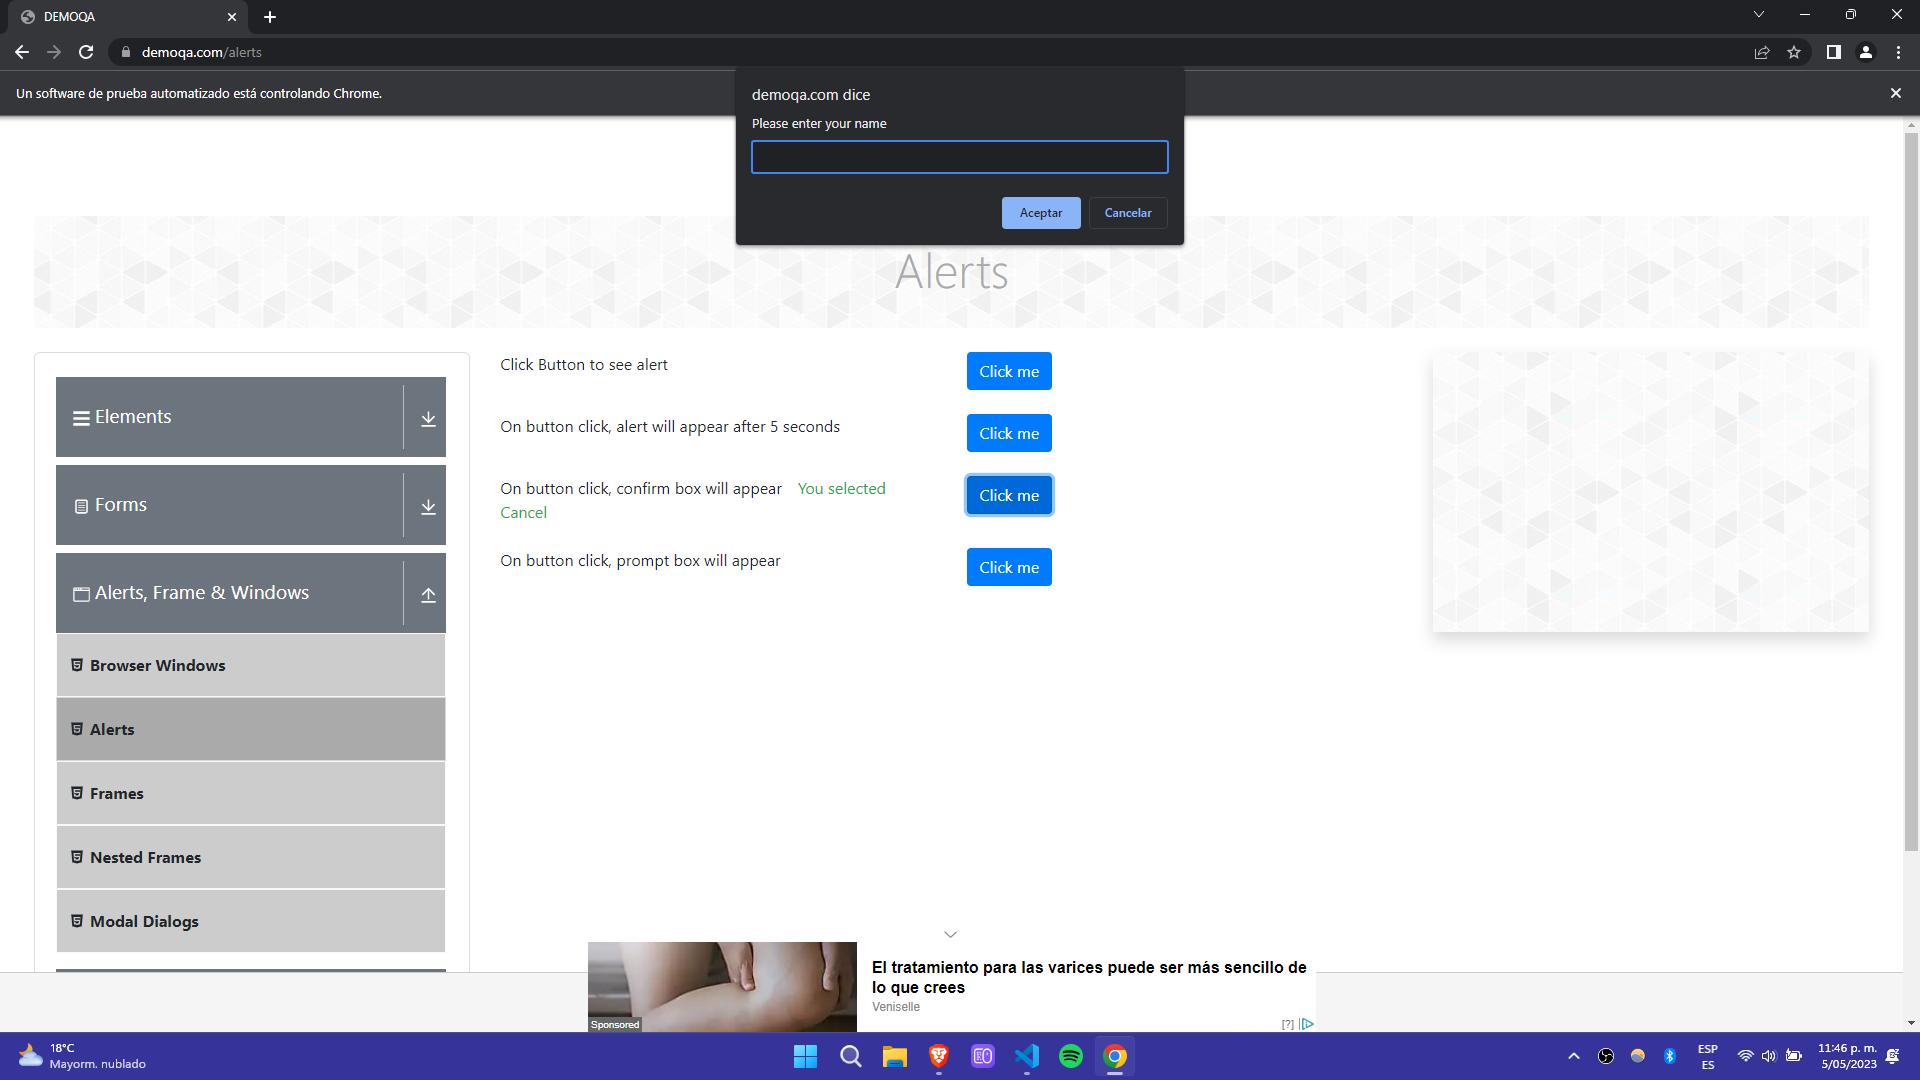 DEMOQA
demoqa.com/alerts
Un software de prueba automatizado está controlando Chrome.
demoqa.com dice
Please enter your name
Aceptar
Cancelar
Alerts
Elements
Forms
Alerts, Frame & Windows
Browser Windows
Alerts
Frames
Nested Frames
Modal Dialogs
Click Button to see alert
Click me
On button click, alert will appear after 5 seconds
Click me
On button click, confirm box will appear You selected
Cancel
Click me
On button click, prompt box will appear
Click me
El tratamiento para las varices puede ser más sencillo de
lo que crees
Veniselle
Sponsored
[?]
18°C
Mayorm. nublado
ESP
ES
11:46 p. m.
5/05/2023